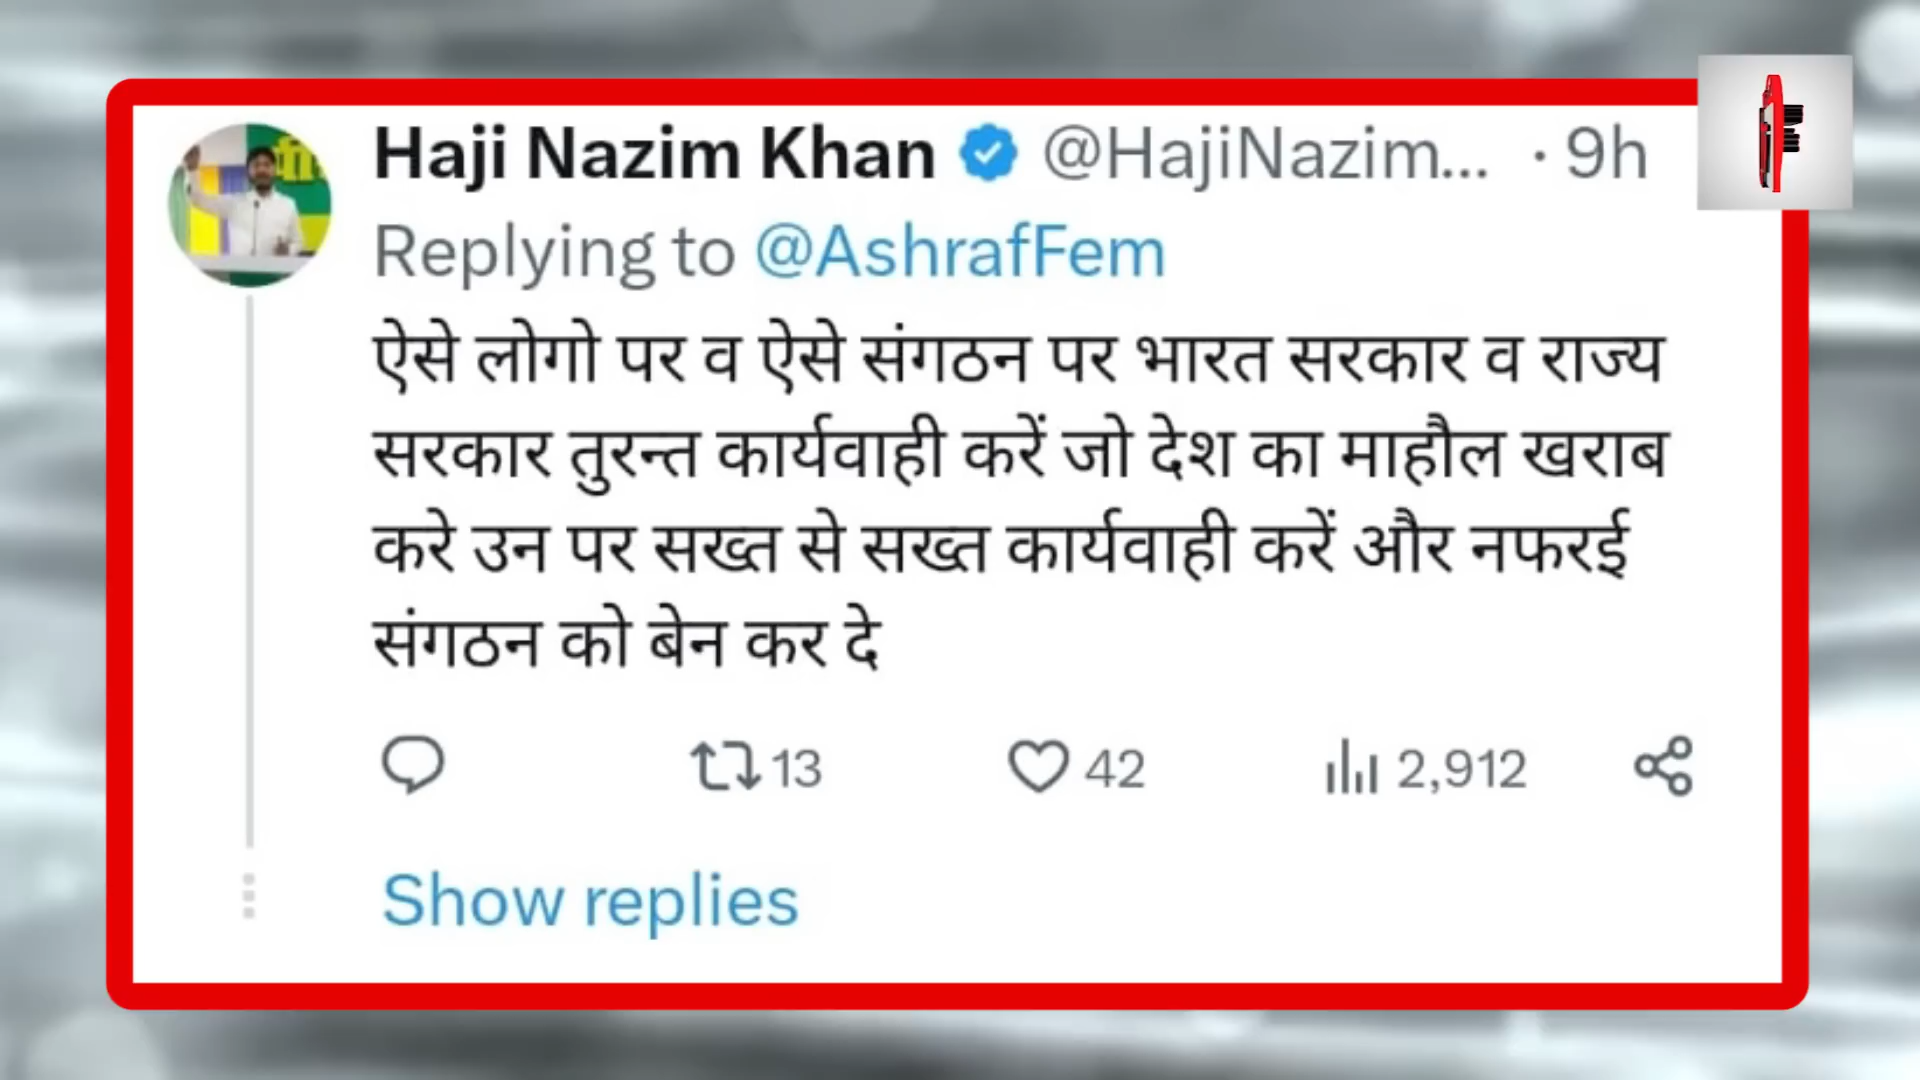 Haji Nazim Khan @HajiNazim... · 9h
Replying to @AshrafFem
ऐसे लोगो पर व ऐसे संगठन पर भारत सरकार व राज्य
सरकार तुरन्त कार्यवाही करें जो देश का माहौल खराब
करे उन पर सख्त से सख्त कार्यवाही करें और नफरई
संगठन को बेन कर दे
13 42 2,912
Show replies